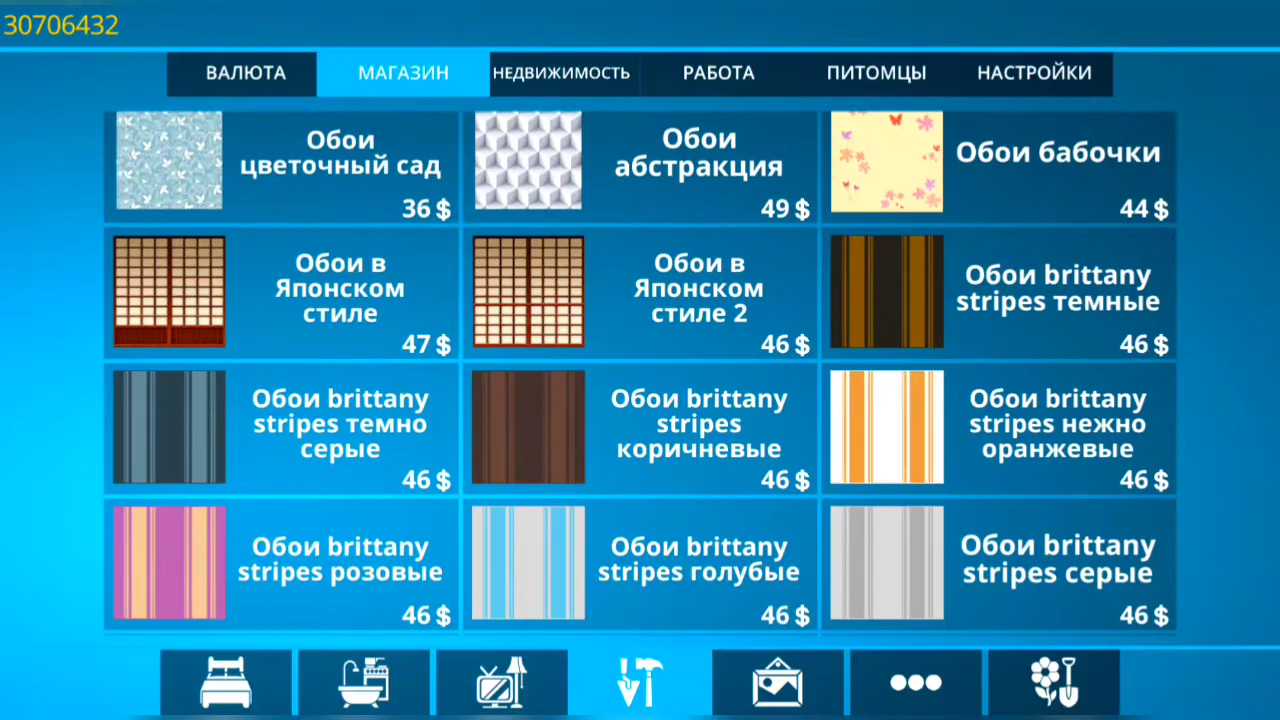 30706432
ВАЛЮТА
МАГАЗИН
НЕДВИЖИМОСТЬ
РАБОТА
ПИТОМЦЫ
НАСТРОЙКИ
Обои
цветочный сад
36 $
Обои
абстракция
49 $
Обои бабочки
44 $
Обои в
Японском
стиле
47 $
Обои в
Японском
стиле 2
46 $
Обои brittany
stripes темные
46 $
Обои brittany
stripes темно
серые
46 $
Обои brittany
stripes
коричневые
46 $
Обои brittany
stripes нежно
оранжевые
46 $
Обои brittany
stripes розовые
46 $
Обои brittany
stripes голубые
46 $
Обои brittany
stripes серые
46 $